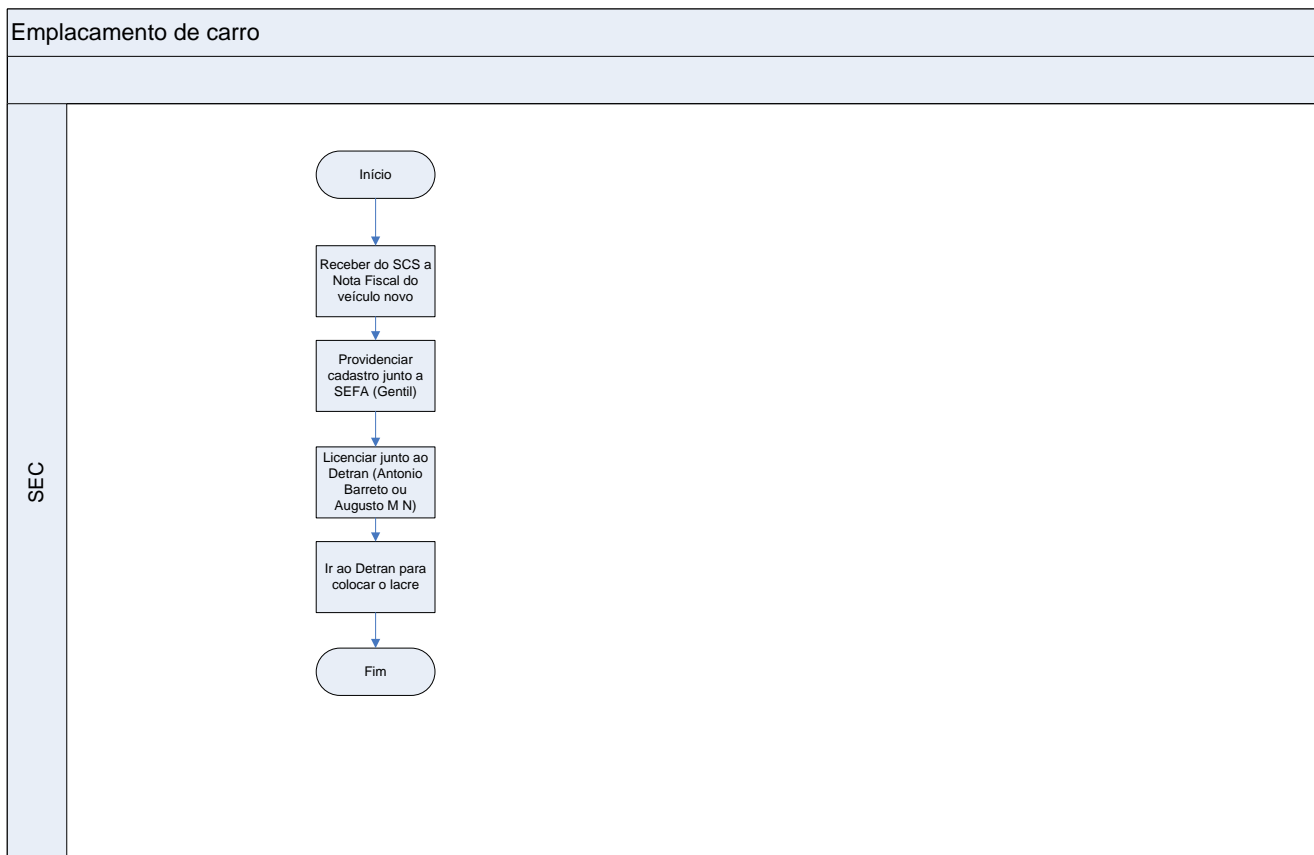 Emplacamento de carro
SEC
Início
Receber do SCS a
Nota Fiscal do
veículo novo
Providenciar
cadastro junto a
SEFA (Gentil)
Licenciar junto ao
Detran (Antonio
Barreto ou
Augusto M N)
Ir ao Detran para
colocar o lacre
Fim